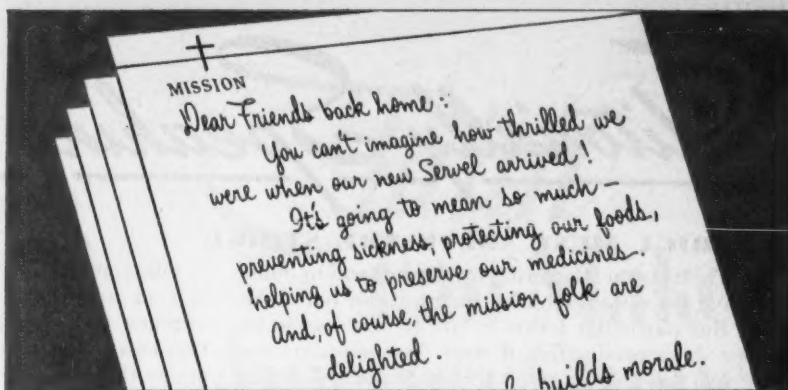 MISSION
Dear Friends back home:
You can't imagine how thrilled we
were when our new Servel arrived!
It's going to mean so much –
preventing sickness, protecting our foods,
helping us to preserve our medicines.
And, of course, the mission folk are
delighted.
builds morale.